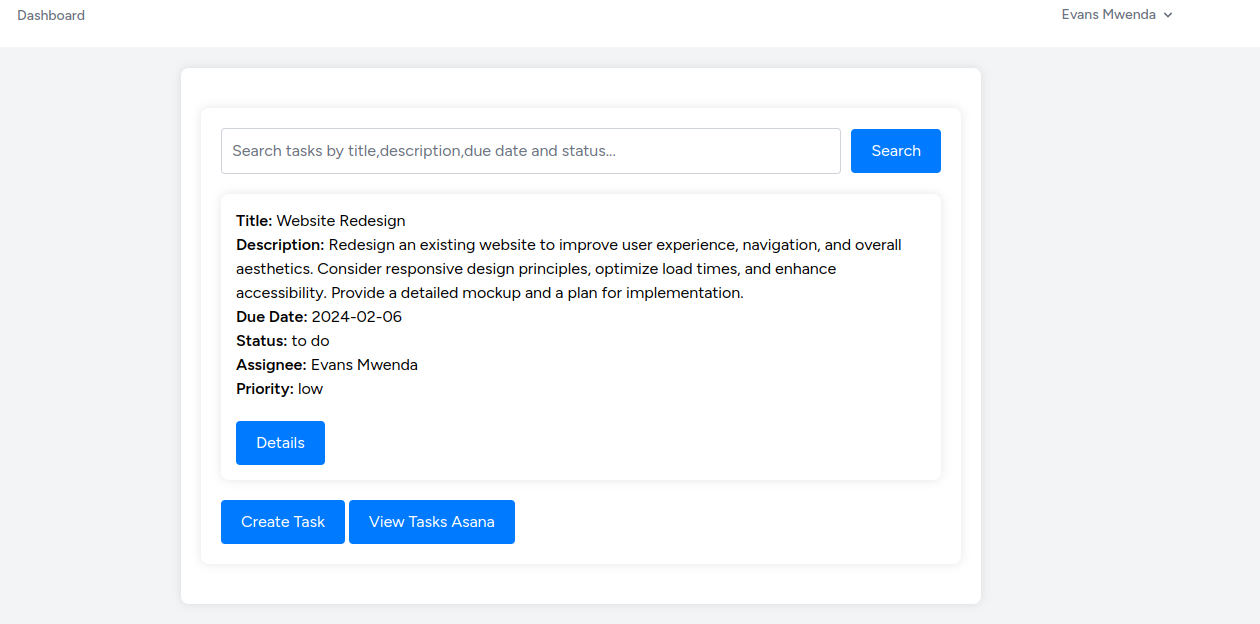 Dashboard
Evans Mwenda
Search tasks by title,description,due date and status...
Search
Title: Website Redesign
Description: Redesign an existing website to improve user experience, navigation, and overall
aesthetics. Consider responsive design principles, optimize load times, and enhance
accessibility. Provide a detailed mockup and a plan for implementation.
Due Date: 2024-02-06
Status: to do
Assignee: Evans Mwenda
Priority: low
Details
Create Task
View Tasks Asana